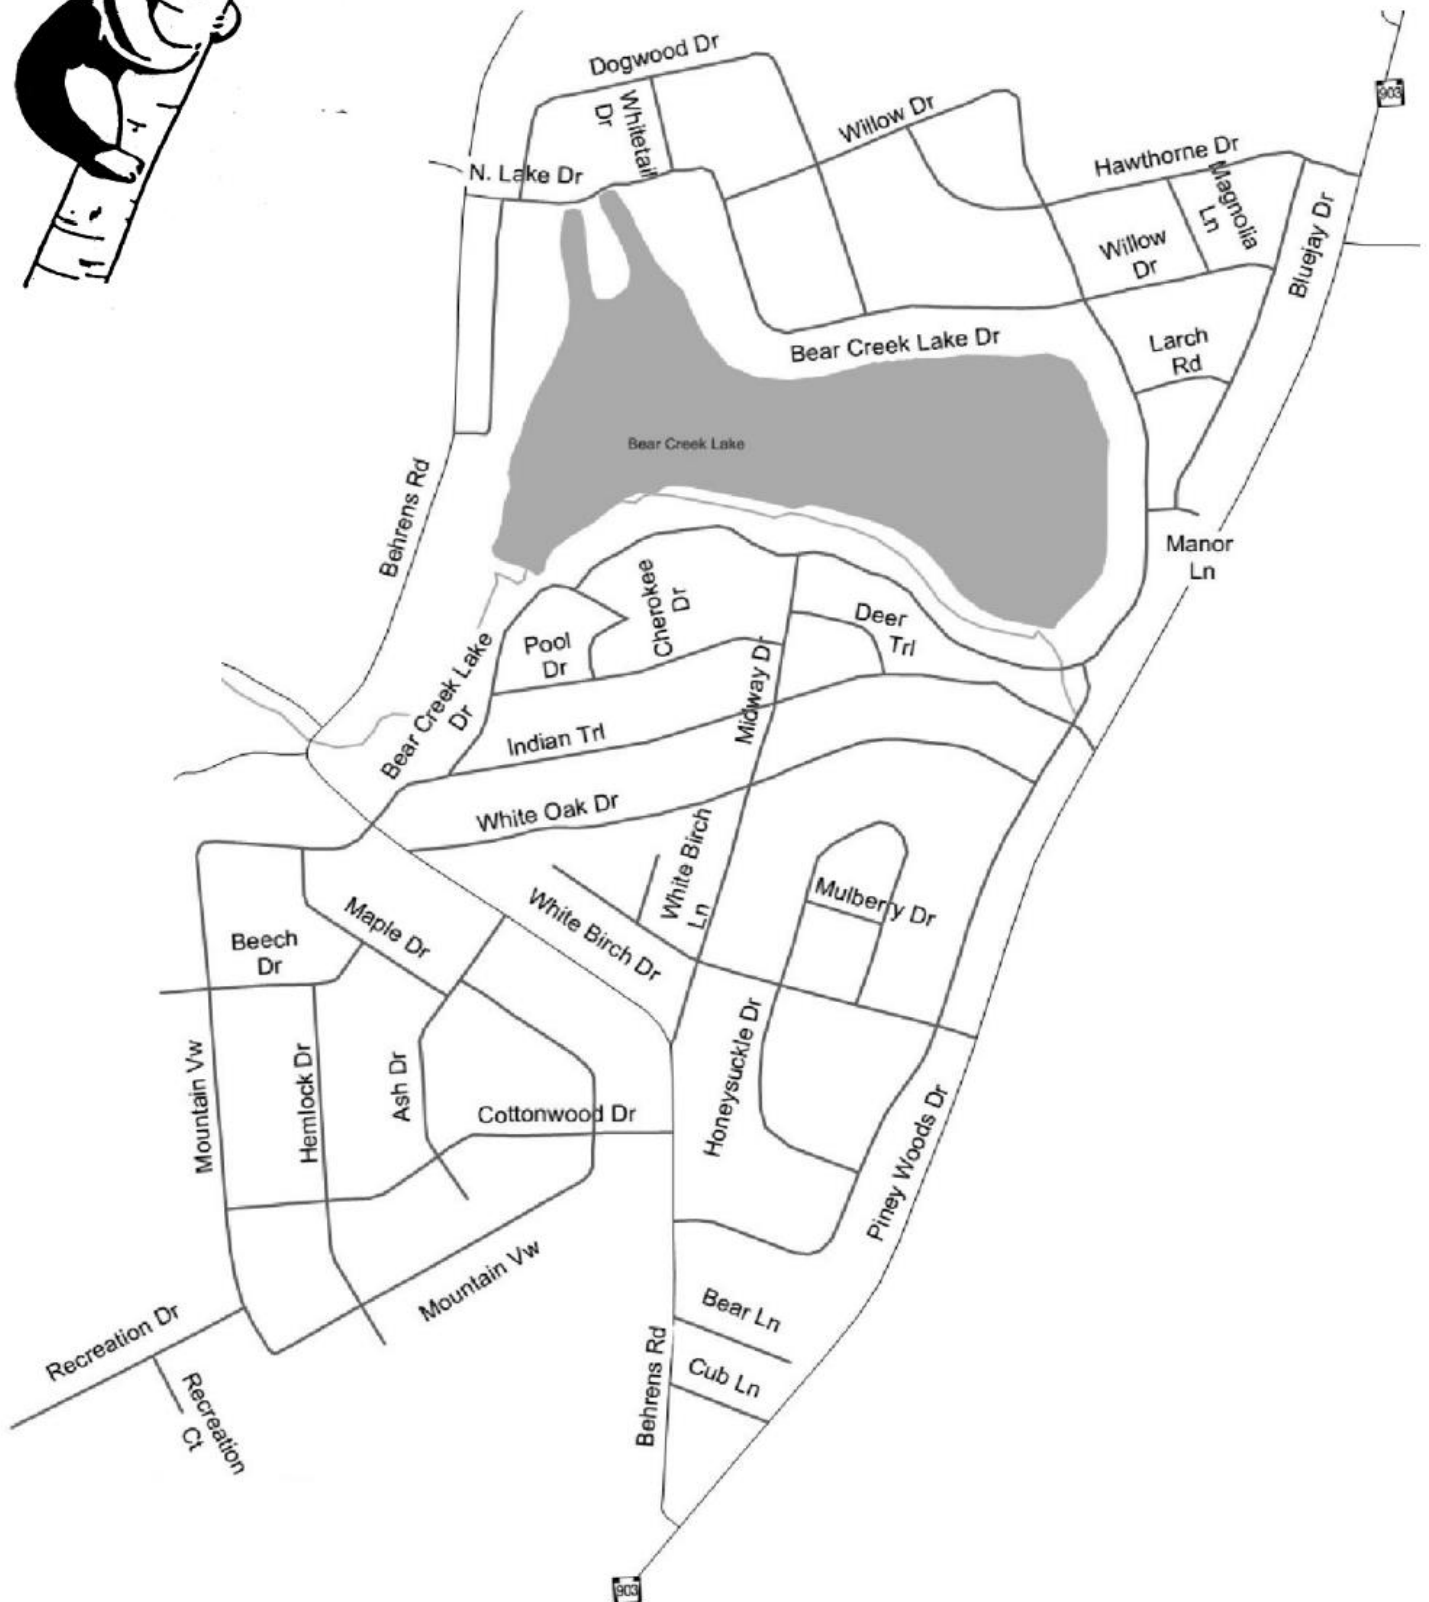 Dogwood Dr
903
Whitetail
Dr
Willow Dr
Hawthorne Dr
N. Lake Dr
Magnolia
Ln
Willow
Dr
Bluejay Dr
Bear Creek Lake Dr
Larch
Rd
Bear Creek Lake
Behrens Rd
Manor
Ln
Cherokee
Dr
Deer
Trl
Pool
Dr
Bear Creek Lake
Dr
Midway Dr
Indian Trl
White Oak Dr
White Birch
Ln
Mulberry Dr
Maple Dr
White Birch Dr
Beech
Dr
Honeysuckle Dr
Mountain Vw
Hemlock Dr
Ash Dr
Cottonwood Dr
Piney Woods Dr
Mountain Vw
Bear Ln
Recreation Dr
Cub Ln
Behrens Rd
Recreation
Ct
903